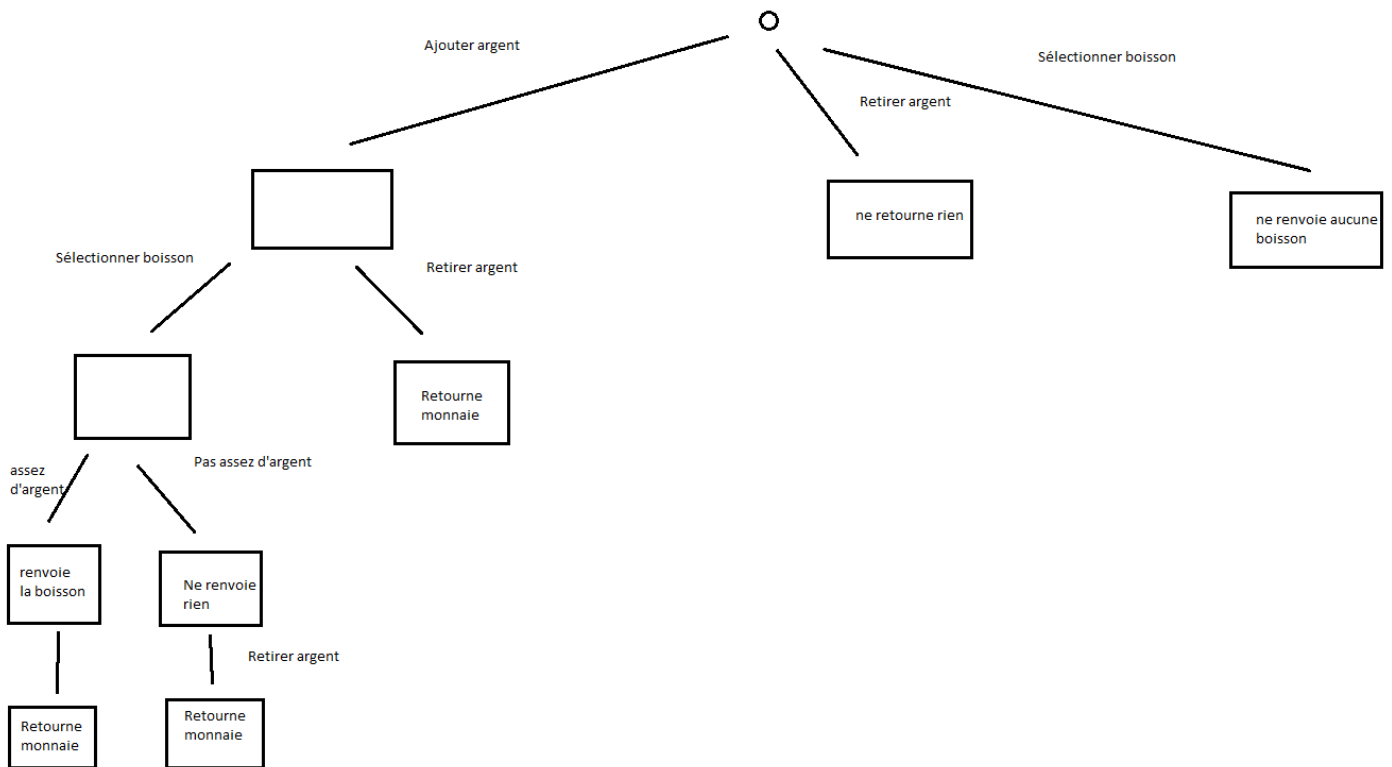 Ajouter argent
Sélectionner boisson
Retirer argent
ne retourne rien
ne renvoie aucune
boisson
Sélectionner boisson
Retirer argent
Retourne
monnaie
assez
d'argent
Pas assez d'argent
renvoie
la boisson
Ne renvoie
rien
Retirer argent
Retourne
monnaie
Retourne
monnaie